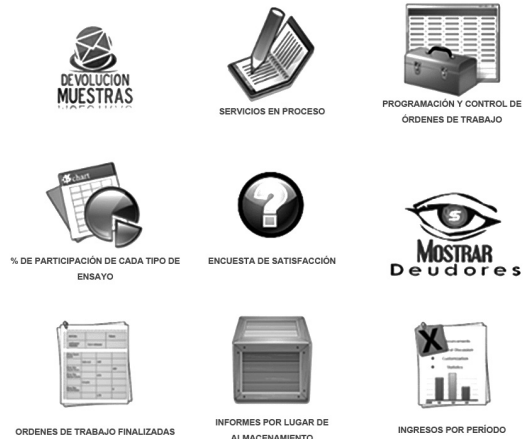 DEVOLUCION
MUESTRAS
SERVICIOS EN PROCESO
PROGRAMACIÓN Y CONTROL DE
ÓRDENES DE TRABAJO
chart
% DE PARTICIPACIÓN DE CADA TIPO DE
ENSAYO
ENCUESTA DE SATISFACCIÓN
S
MOSTRAR
Deudores
ORDENES DE TRABAJO FINALIZADAS
INFORMES POR LUGAR DE
ALMACENAMIENTO
X
INGRESOS POR PERÍODO